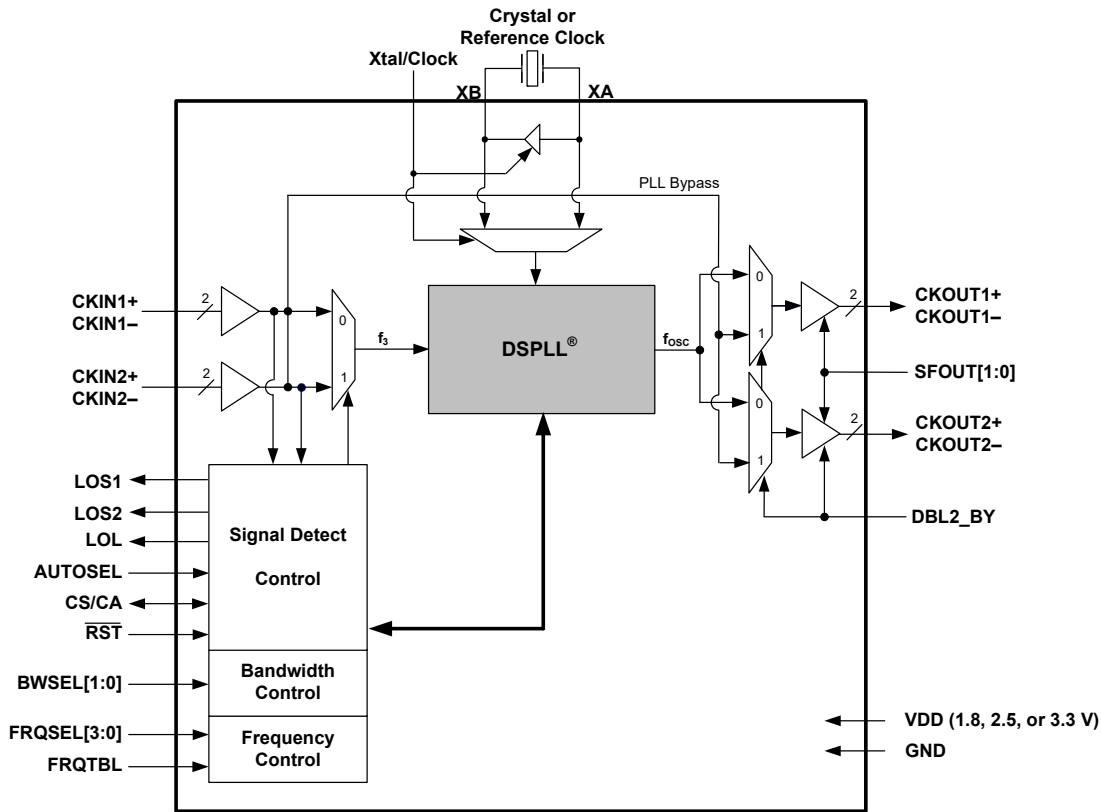 Crystal or
Reference Clock
Xtal/Clock
XB
XA
PLL Bypass
CKIN1+
CKIN1–
2
0
CKIN2+
CKIN2–
2
1
f3
DSPLL®
fOSC
0
1
2
CKOUT1+
CKOUT1–
SFOUT[1:0]
0
1
2
CKOUT2+
CKOUT2–
DBL2_BY
LOS1
LOS2
LOL
AUTOSEL
CS/CA
RST
Signal Detect
Control
BWSEL[1:0]
Bandwidth
Control
FRQSEL[3:0]
FRQTBL
Frequency
Control
VDD (1.8, 2.5, or 3.3 V)
GND